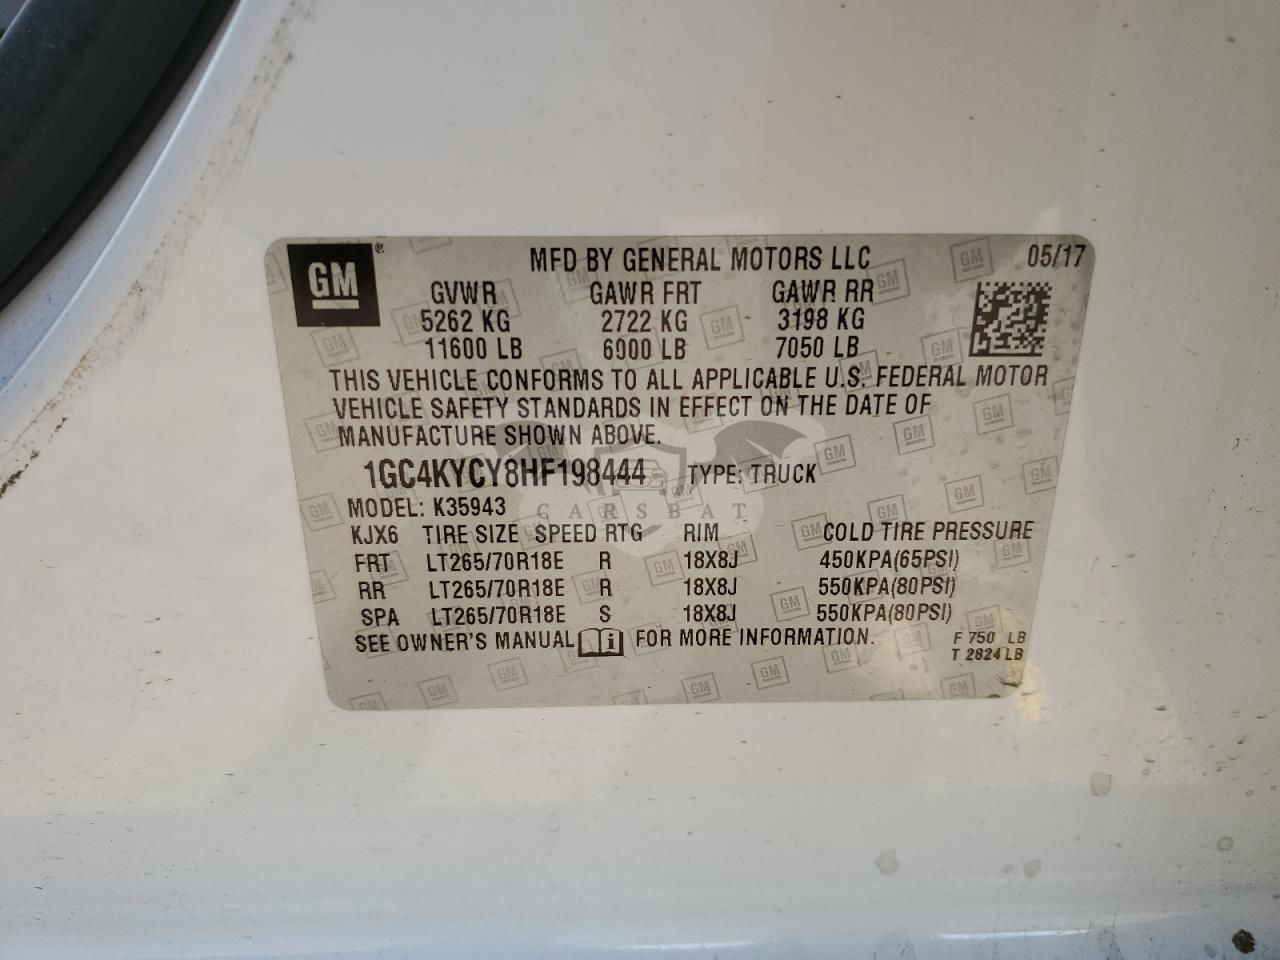 GM
MFD BY GENERAL MOTORS LLC 05/17
GVWR GAWR FRT GAWR RR
5262 KG 2722 KG 3198 KG
11600 LB 6000 LB 7050 LB
THIS VEHICLE CONFORMS TO ALL APPLICABLE U.S. FEDERAL MOTOR
VEHICLE SAFETY STANDARDS IN EFFECT ON THE DATE OF
MANUFACTURE SHOWN ABOVE.
1GC4KYCY8HF198444 TYPE: TRUCK
MODEL: K35943
CARSBAT
KJX6 TIRE SIZE SPEED RTG RIM COLD TIRE PRESSURE
FRT LT265/70R18E R 18X8J 450KPA(65PSI)
RR LT265/70R18E R 18X8J 550KPA(80PSI)
SPA LT265/70R18E S 18X8J 550KPA(80PSI)
SEE OWNER'S MANUAL i FOR MORE INFORMATION.
F 750 LB
T 2824 LB